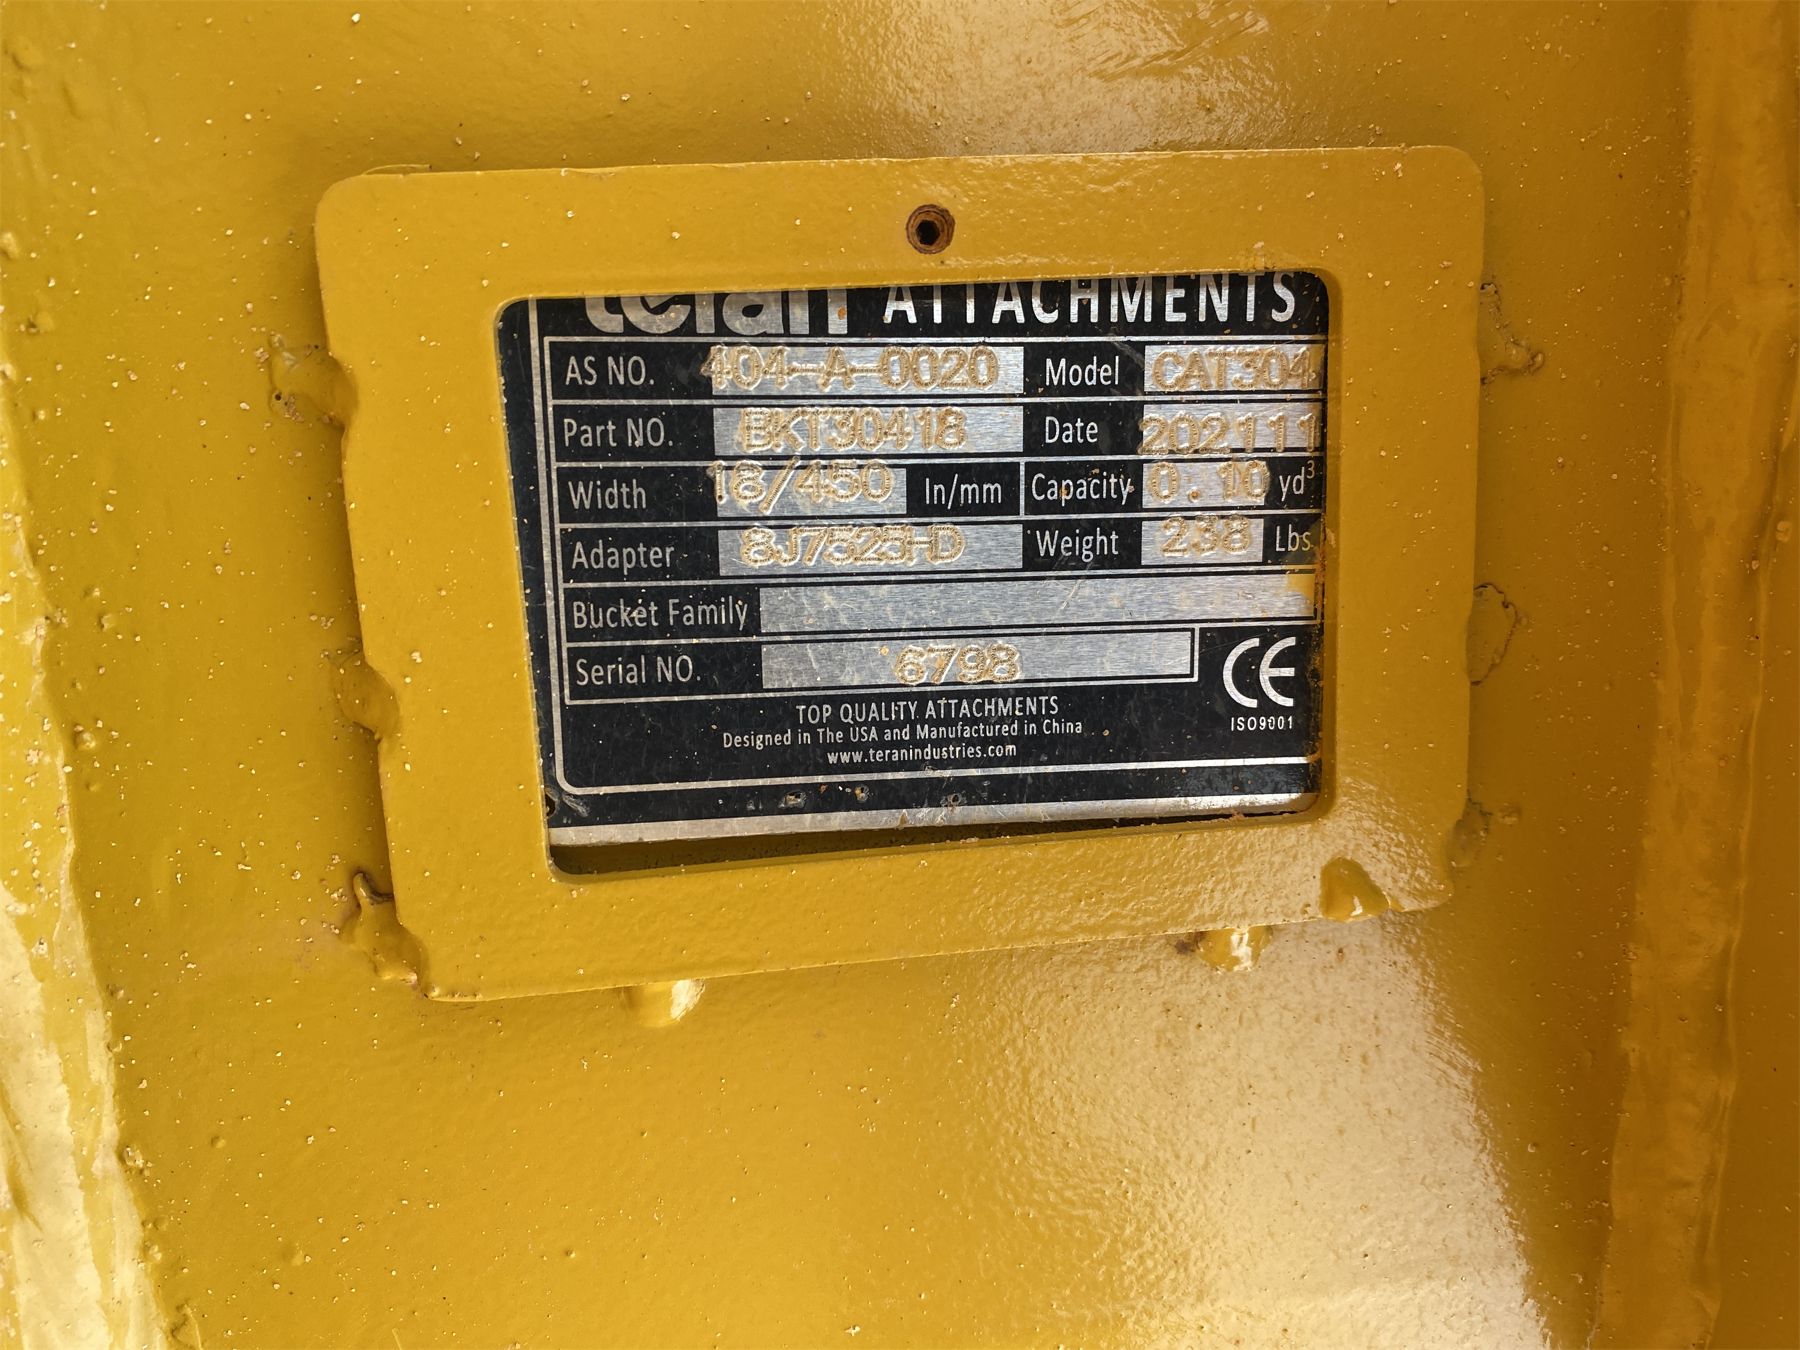 teran ATTACHMENTS
AS NO. 404-A-0020 Model CAT304
Part NO. BKT30418 Date 202111
Width 18/450 In/mm Capacity 0.10 yd³
Adapter 8J7525HD Weight 238 Lbs
Bucket Family
Serial NO. 6798
CE
ISO9001
TOP QUALITY ATTACHMENTS
Designed in The USA and Manufactured in China
www.teranindustries.com